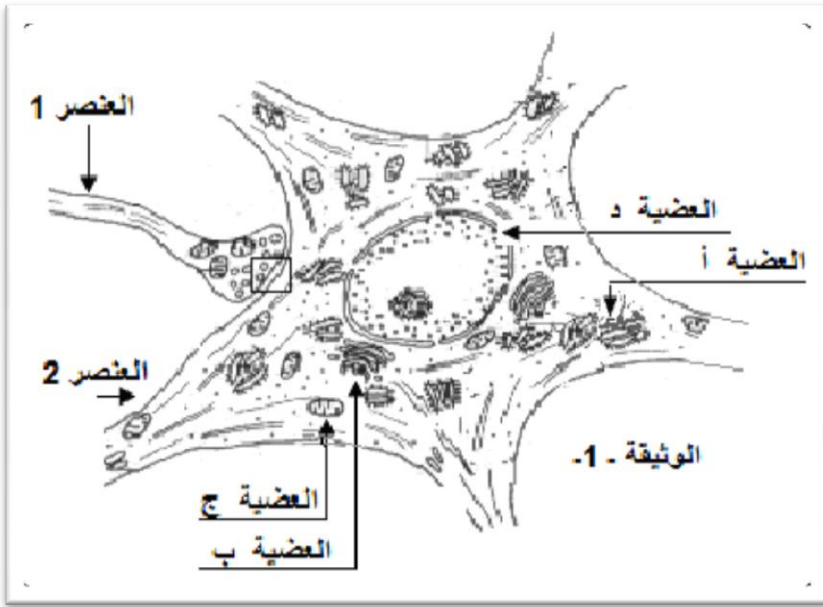 العنصر 1
العضية د
العضية أ
العنصر 2
الوثيقة - 1-
العضية ج
العضية ب